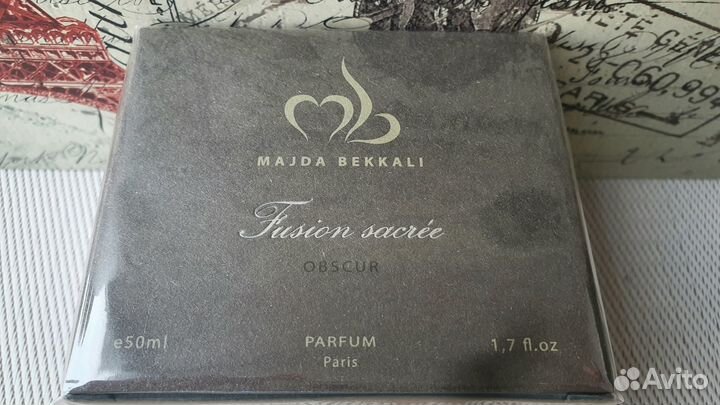 MAJDA BEKKALI
Fusion sacrée
OBSCUR
e50ml PARFUM 1,7 fl.oz
Paris
Avito